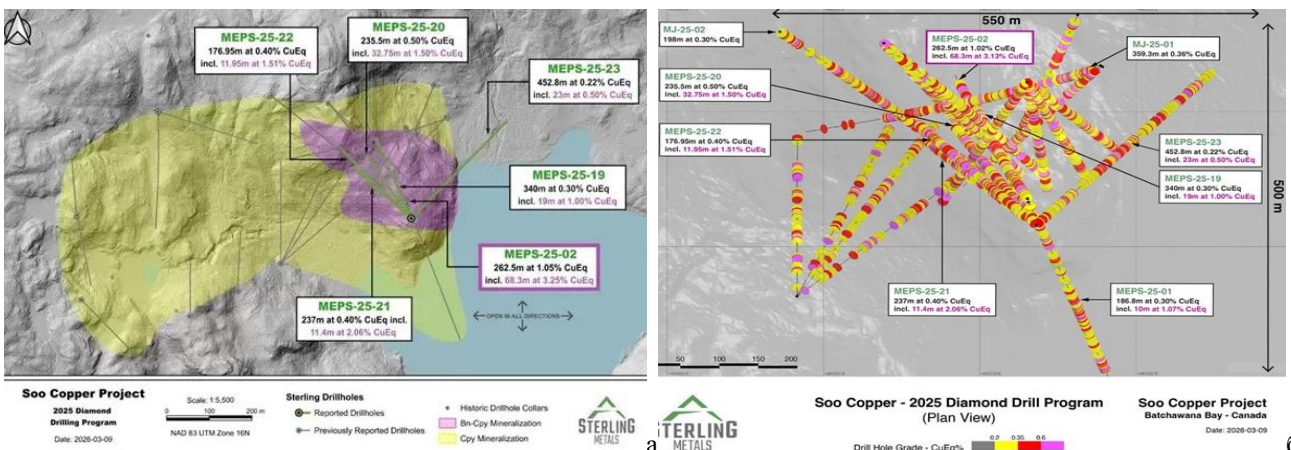 MEPS-25-22
176.95m at 0.40% CuEq
incl. 11.95m at 1.51% CuEq
MEPS-25-20
235.5m at 0.50% CuEq
incl. 32.75m at 1.50% CuEq
MEPS-25-23
452.8m at 0.22% CuEq
incl. 23m at 0.50% CuEq
MEPS-25-19
340m at 0.30% CuEq
incl. 19m at 1.00% CuEq
MEPS-25-02
262.5m at 1.05% CuEq
incl. 68.3m at 3.25% CuEq
MEPS-25-21
237m at 0.40% CuEq incl.
11.4m at 2.06% CuEq
OPEN IN ALL DIRECTIONS
Soo Copper Project
2025 Diamond
Drilling Program
Date: 2026-03-09
Scale: 1:5,500
0 100 200 m
NAD 83 UTM Zone 16N
Sterling Drillholes
Reported Drillholes
Previously Reported Drillholes
Historic Drillhole Collars
Bn-Cpy Mineralization
Cpy Mineralization
STERLING
METALS
а
550 m
500 m
MJ-25-02
198m at 0.30% CuEq
MEPS-25-02
262.5m at 1.02% CuEq
incl. 68.3m at 3.13% CuEq
MJ-25-01
359.3m at 0.36% CuEq
MEPS-25-20
235.5m at 0.50% CuEq
incl. 32.75m at 1.50% CuEq
MEPS-25-22
176.95m at 0.40% CuEq
incl. 11.95m at 1.51% CuEq
MEPS-25-23
452.8m at 0.22% CuEq
incl. 23m at 0.50% CuEq
MEPS-25-19
340m at 0.30% CuEq
incl. 19m at 1.00% CuEq
MEPS-25-21
237m at 0.40% CuEq
incl. 11.4m at 2.06% CuEq
MEPS-25-01
186.8m at 0.30% CuEq
incl. 10m at 1.07% CuEq
50 100 150 200
STERLING
METALS
Soo Copper - 2025 Diamond Drill Program
(Plan View)
Drill Hole Grade - CuEq%
0.2 0.35 0.6
Soo Copper Project
Batchawana Bay - Canada
Date: 2026-03-09
б